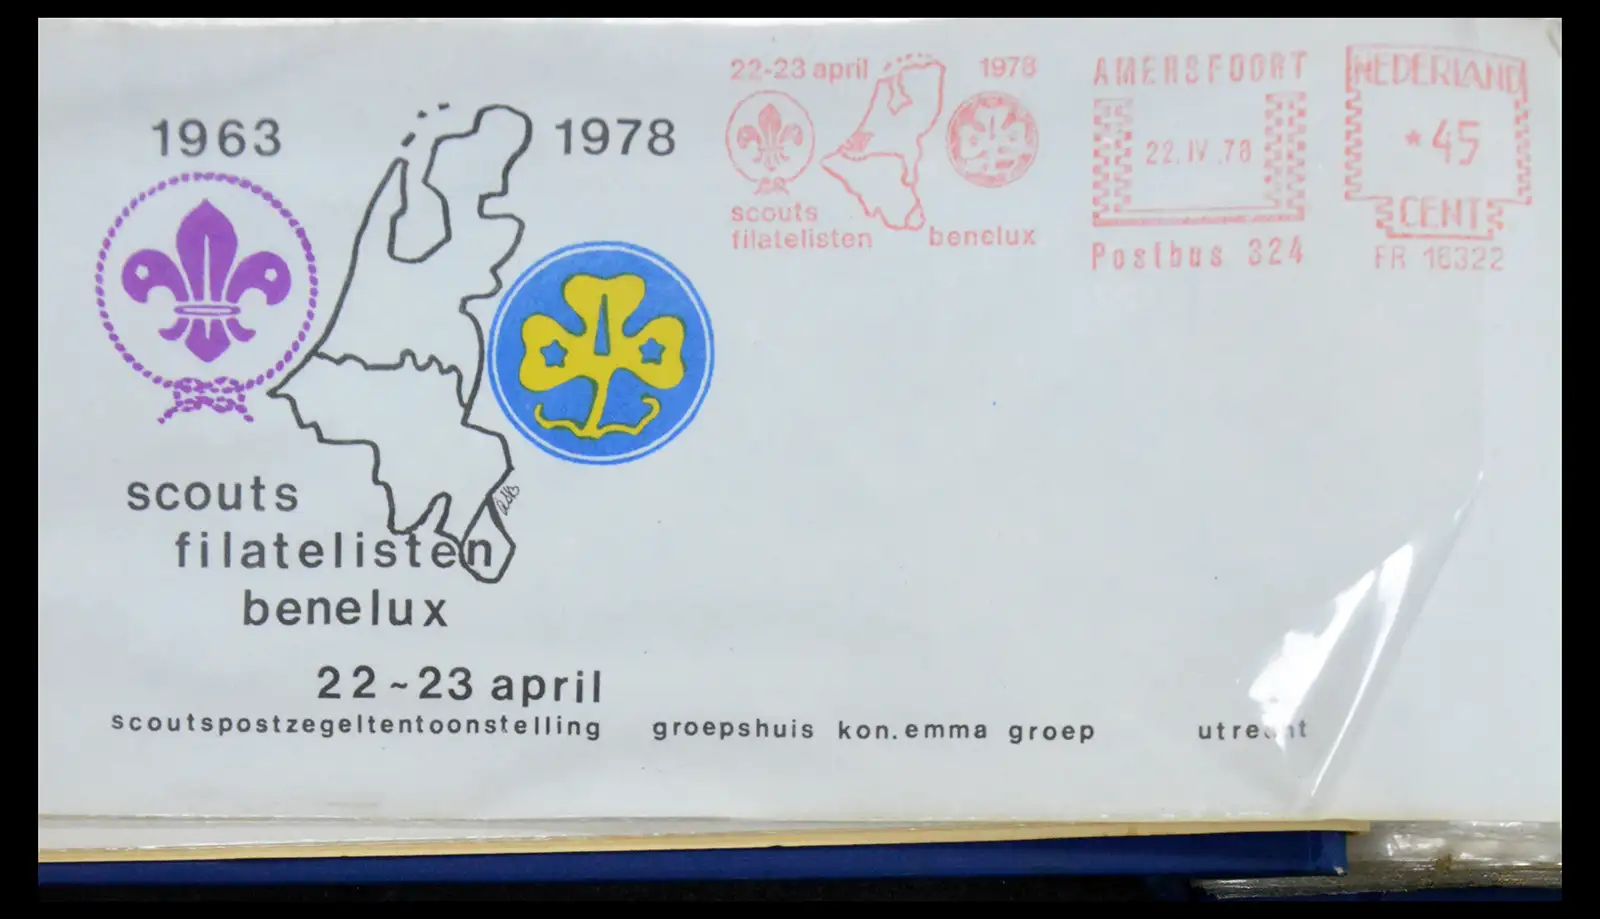 1963 1978
scouts
filatelisten
benelux
22~23 april
scoutspostzegeltentoonstelling groepshuis kon.emma groep utrecht
22-23 april 1978
scouts
filatelisten benelux
AMERSFOORT
22.IV.78
Postbus 324
NEDERLAND
*45
CENT
FR 16322